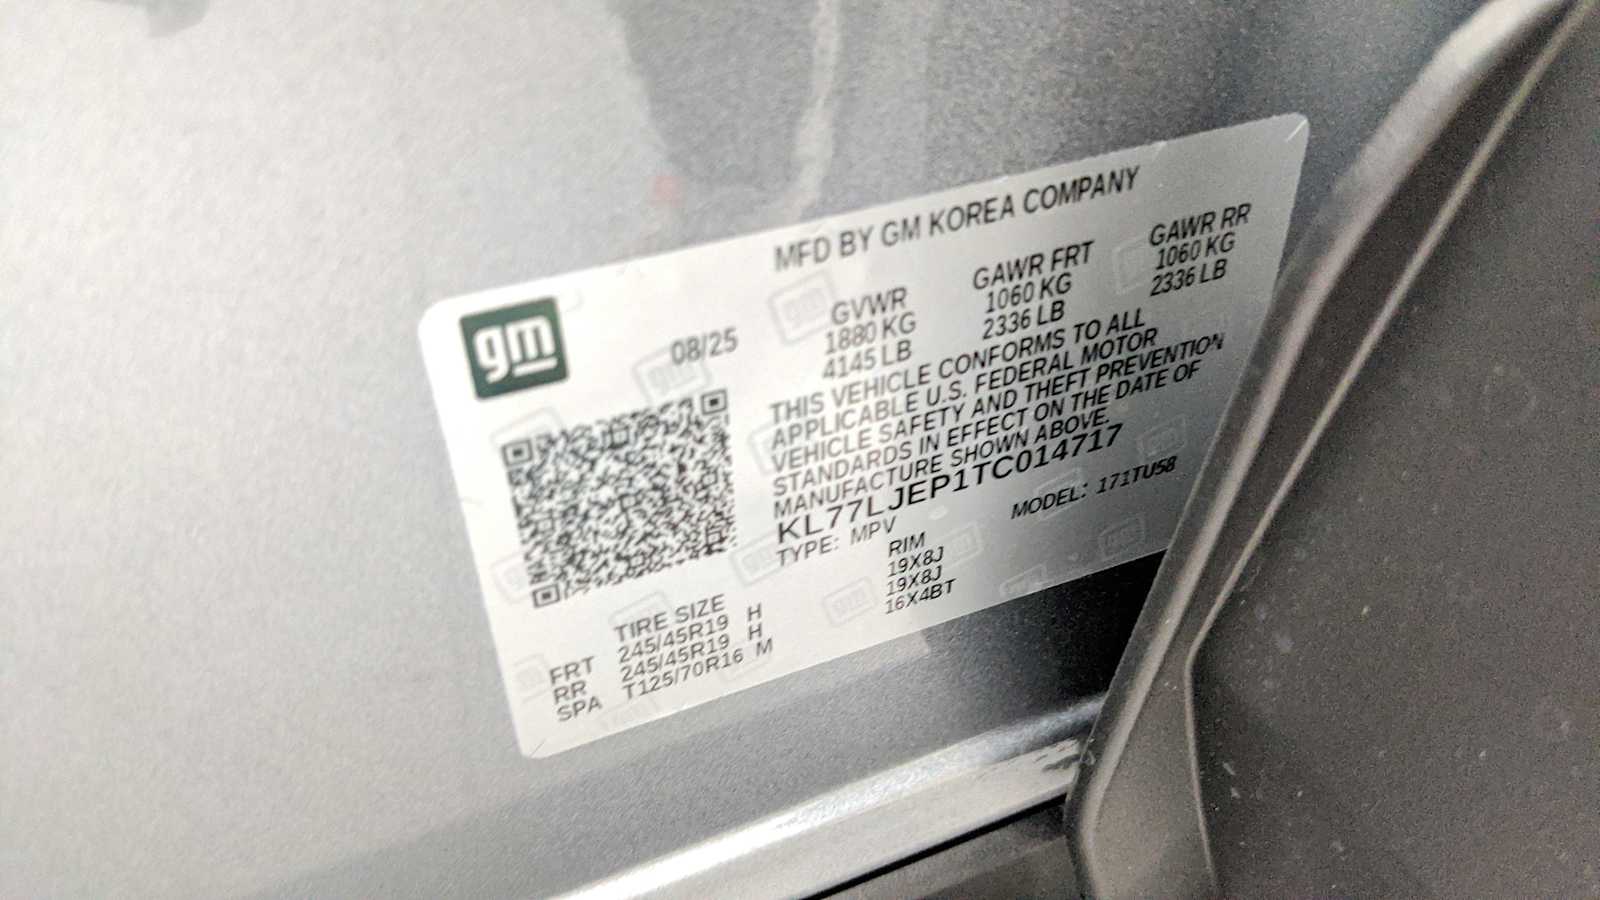 MFD BY GM KOREA COMPANY
gm
08/25
GVWR GAWR FRT GAWR RR
1880 KG 1060 KG 1060 KG
4145 LB 2336 LB 2336 LB
THIS VEHICLE CONFORMS TO ALL
APPLICABLE U.S. FEDERAL MOTOR
VEHICLE SAFETY AND THEFT PREVENTION
STANDARDS IN EFFECT ON THE DATE OF
MANUFACTURE SHOWN ABOVE.
KL77LJEP1TC014717
TYPE: MPV MODEL: 171TU58
TIRE SIZE RIM
FRT 245/45R19 H 19X8J
RR 245/45R19 H 19X8J
SPA T125/70R16 M 16X4BT